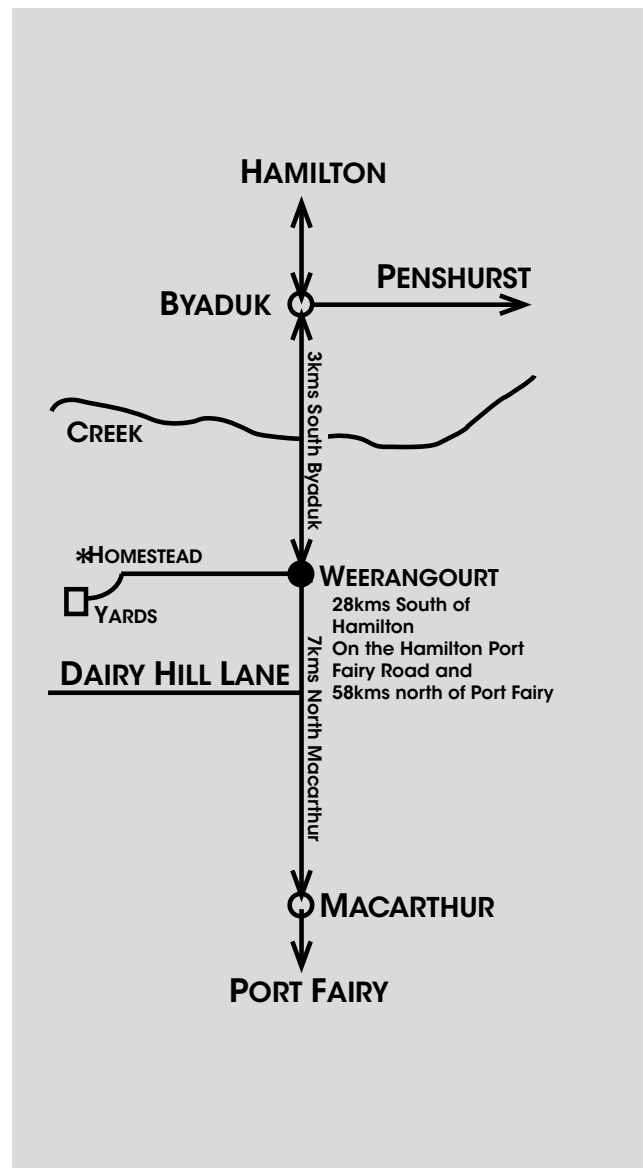 HAMILTON
PENSHURST
BYADUK
3kms South Byaduk
CREEK
*HOMESTEAD
YARDS
WEERANGOURT
28kms South of
Hamilton
On the Hamilton Port
Fairy Road and
58kms north of Port Fairy
7kms North Macarthur
DAIRY HILL LANE
MACARTHUR
PORT FAIRY